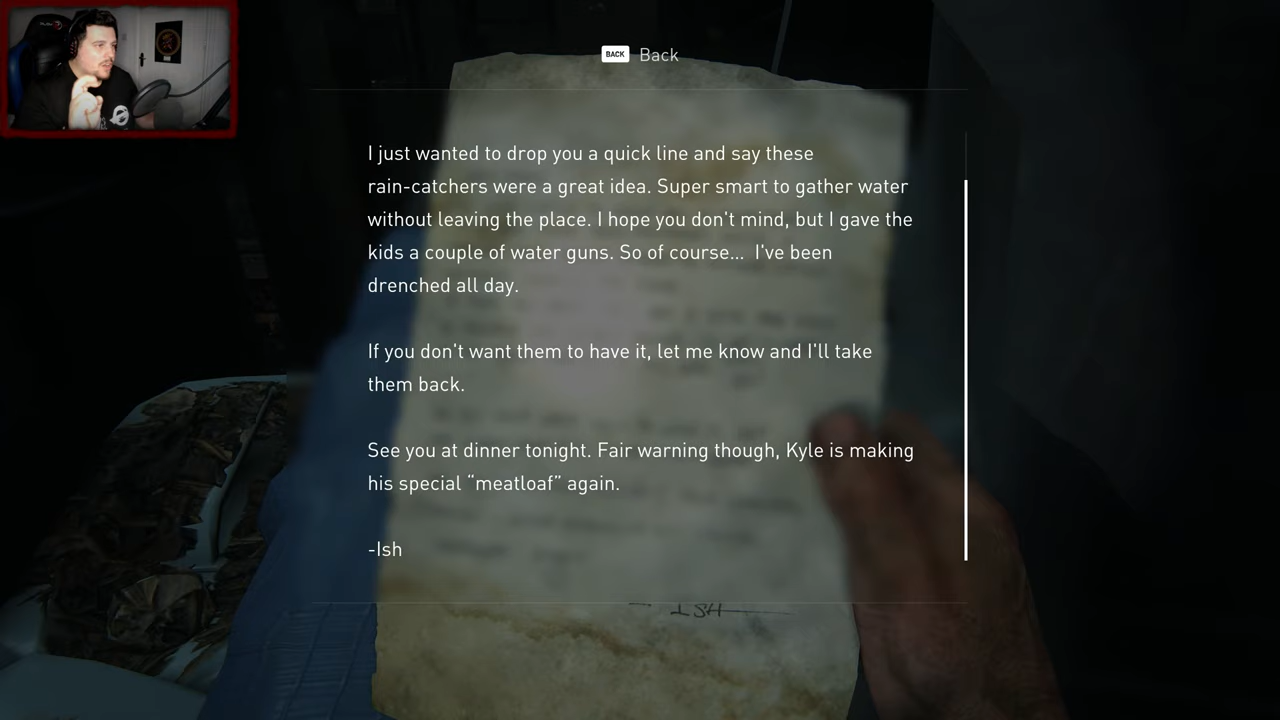 BACK Back
I just wanted to drop you a quick line and say these
rain-catchers were a great idea. Super smart to gather water
without leaving the place. I hope you don't mind, but I gave the
kids a couple of water guns. So of course... I've been
drenched all day.
If you don't want them to have it, let me know and I'll take
them back.
See you at dinner tonight. Fair warning though, Kyle is making
his special “meatloaf” again.
-Ish
- ISH